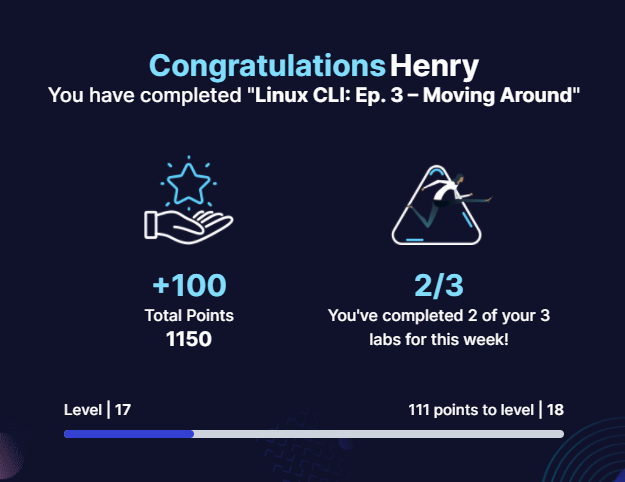 Congratulations Henry
You have completed "Linux CLI: Ep. 3 – Moving Around"
+100
Total Points
1150
2/3
You've completed 2 of your 3
labs for this week!
Level | 17
111 points to level | 18